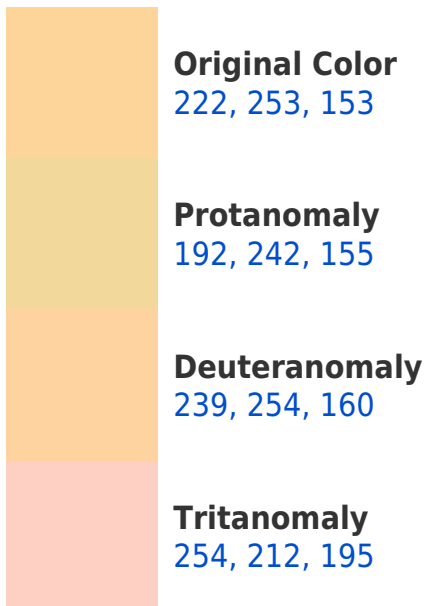 Original Color
222, 253, 153
Protanomaly
192, 242, 155
Deuteranomaly
239, 254, 160
Tritanomaly
254, 212, 195